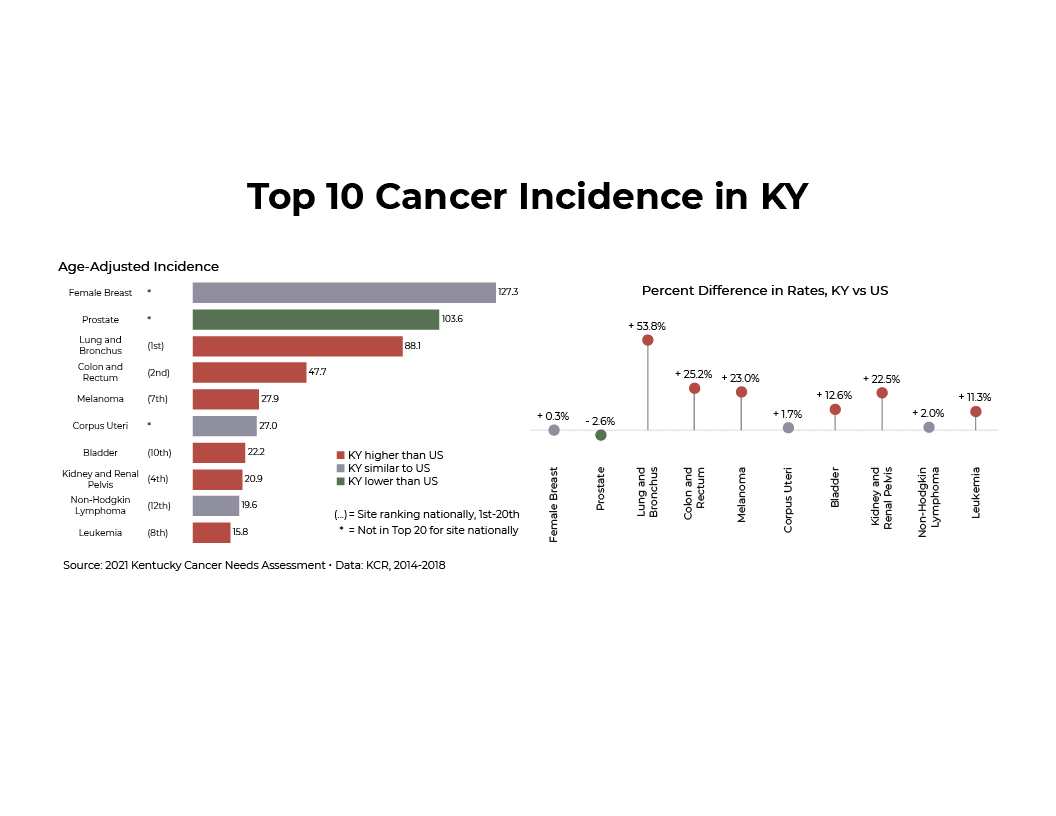 Top 10 Cancer Incidence in KY
Age-Adjusted Incidence
Female Breast * 127.3
Prostate * 103.6
Lung and
Bronchus (1st) 88.1
Colon and
Rectum (2nd) 47.7
Melanoma (7th) 27.9
Corpus Uteri * 27.0
Bladder (10th) 22.2
Kidney and Renal
Pelvis (4th) 20.9
Non-Hodgkin
Lymphoma (12th) 19.6
Leukemia (8th) 15.8
KY higher than US
KY similar to US
KY lower than US
(...) = Site ranking nationally, 1st-20th
* = Not in Top 20 for site nationally
Source: 2021 Kentucky Cancer Needs Assessment • Data: KCR, 2014-2018
Percent Difference in Rates, KY vs US
+ 0.3%
- 2.6%
+ 53.8%
+ 25.2%
+ 23.0%
+ 1.7%
+ 12.6%
+ 22.5%
+ 2.0%
+ 11.3%
Female Breast
Prostate
Lung and
Bronchus
Colon and
Rectum
Melanoma
Corpus Uteri
Bladder
Kidney and
Renal Pelvis
Non-Hodgkin
Lymphoma
Leukemia